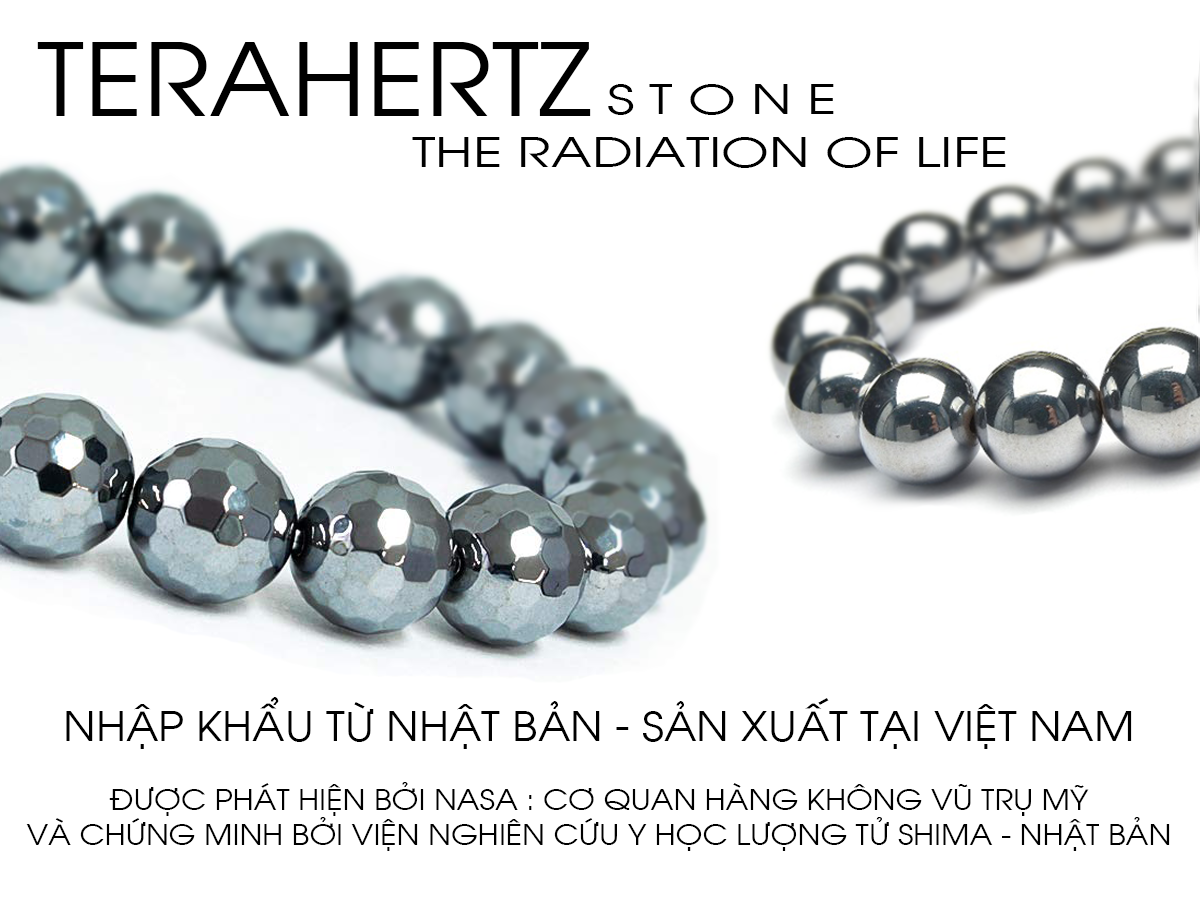 TERAHERTZ STONE
THE RADIATION OF LIFE
NHẬP KHẨU TỪ NHẬT BẢN - SẢN XUẤT TẠI VIỆT NAM
ĐƯỢC PHÁT HIỆN BỞI NASA : CƠ QUAN HÀNG KHÔNG VŨ TRỤ MỸ
VÀ CHỨNG MINH BỞI VIỆN NGHIÊN CỨU Y HỌC LƯỢNG TỬ SHIMA - NHẬT BẢN